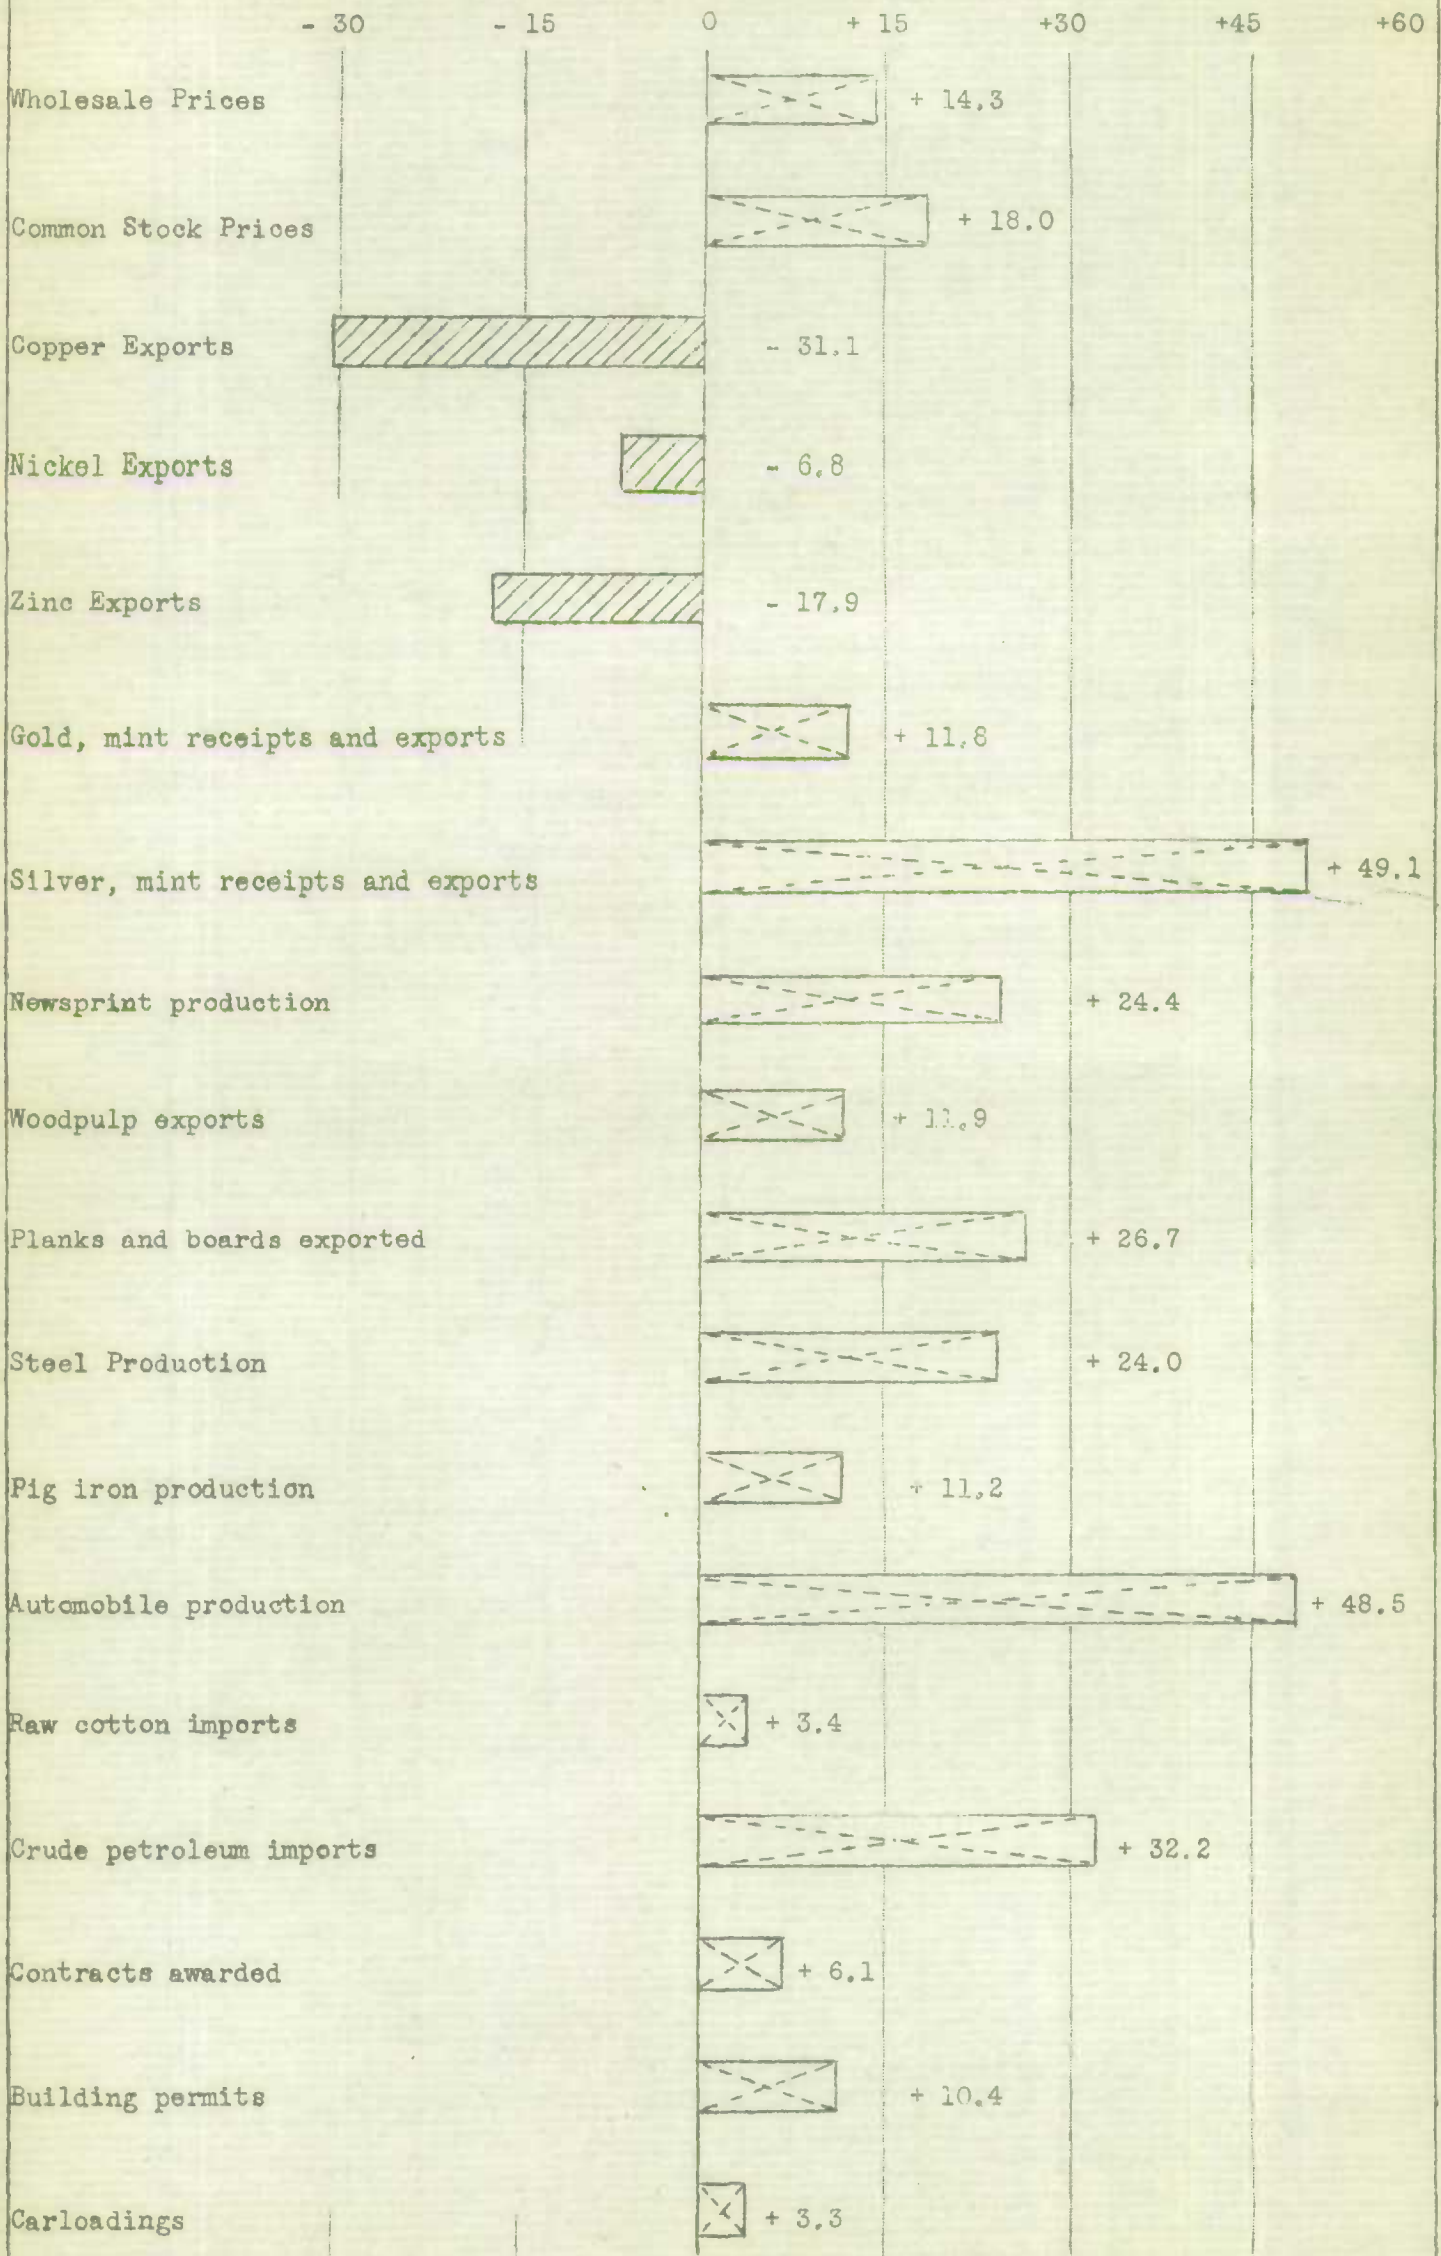 - 30 - 15 0 + 15 +30 +45 +60
Wholesale Prices + 14.3
Common Stock Prices + 18.0
Copper Exports - 31.1
Nickel Exports - 6.8
Zinc Exports - 17.9
Gold, mint receipts and exports + 11.8
Silver, mint receipts and exports + 49.1
Newsprint production + 24.4
Woodpulp exports + 11.9
Planks and boards exported + 26.7
Steel Production + 24.0
Pig iron production + 11.2
Automobile production + 48.5
Raw cotton imports + 3.4
Crude petroleum imports + 32.2
Contracts awarded + 6.1
Building permits + 10.4
Carloadings + 3.3